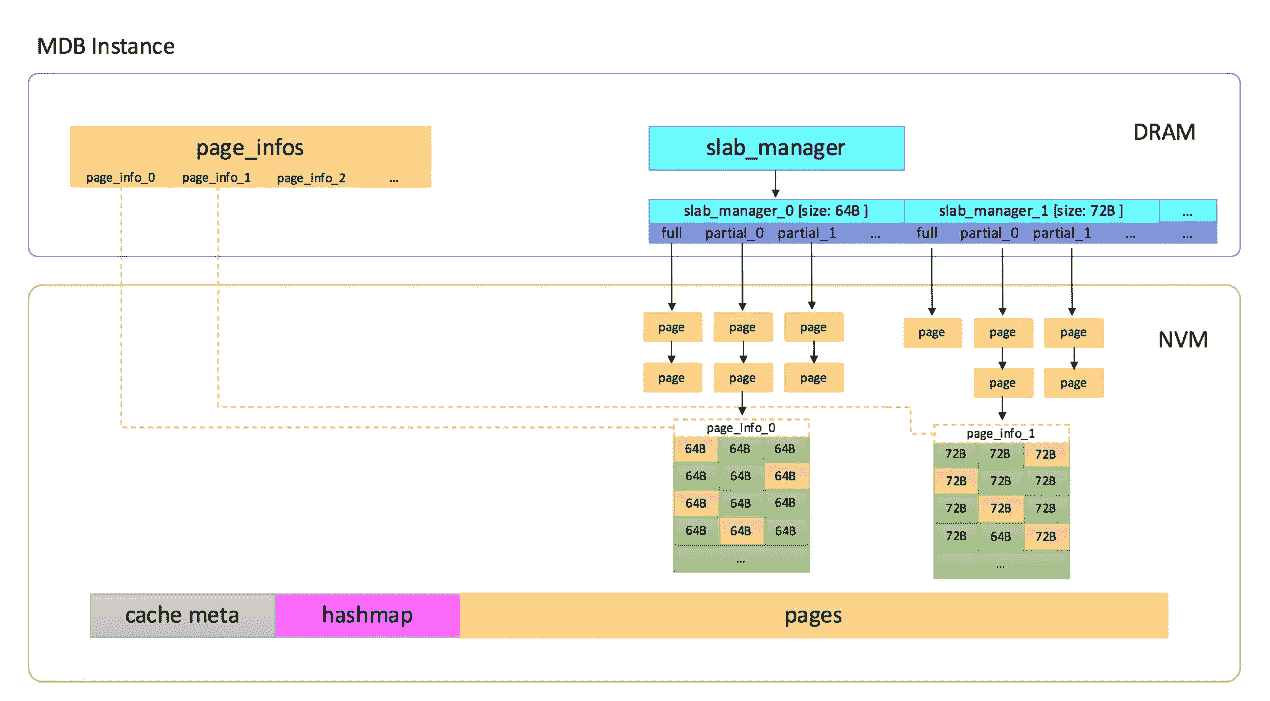 MDB Instance
DRAM
page_infos
page_info_0 page_info_1 page_info_2 ...
slab_manager
slab_manager_0 [size: 64B ] slab_manager_1 [size: 72B ] ...
full partial_0 partial_1 ... full partial_0 partial_1 ... ...
NVM
page page page page page page
page page page page page
page_info_0
64B 64B 64B
64B 64B 64B
64B 64B 64B
64B 64B 64B
...
page_info_1
72B 72B 72B
72B 72B 72B
72B 72B 72B
72B 64B 72B
...
cache meta hashmap pages